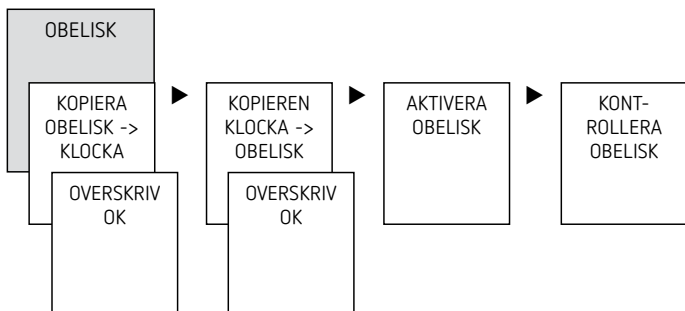 OBELISK
KOPIERA
OBELISK ->
KLOCKA
OVERSKRIV
OK
KOPIEREN
KLOCKA ->
OBELISK
OVERSKRIV
OK
AKTIVERA
OBELISK
KONT-
ROLLERA
OBELISK